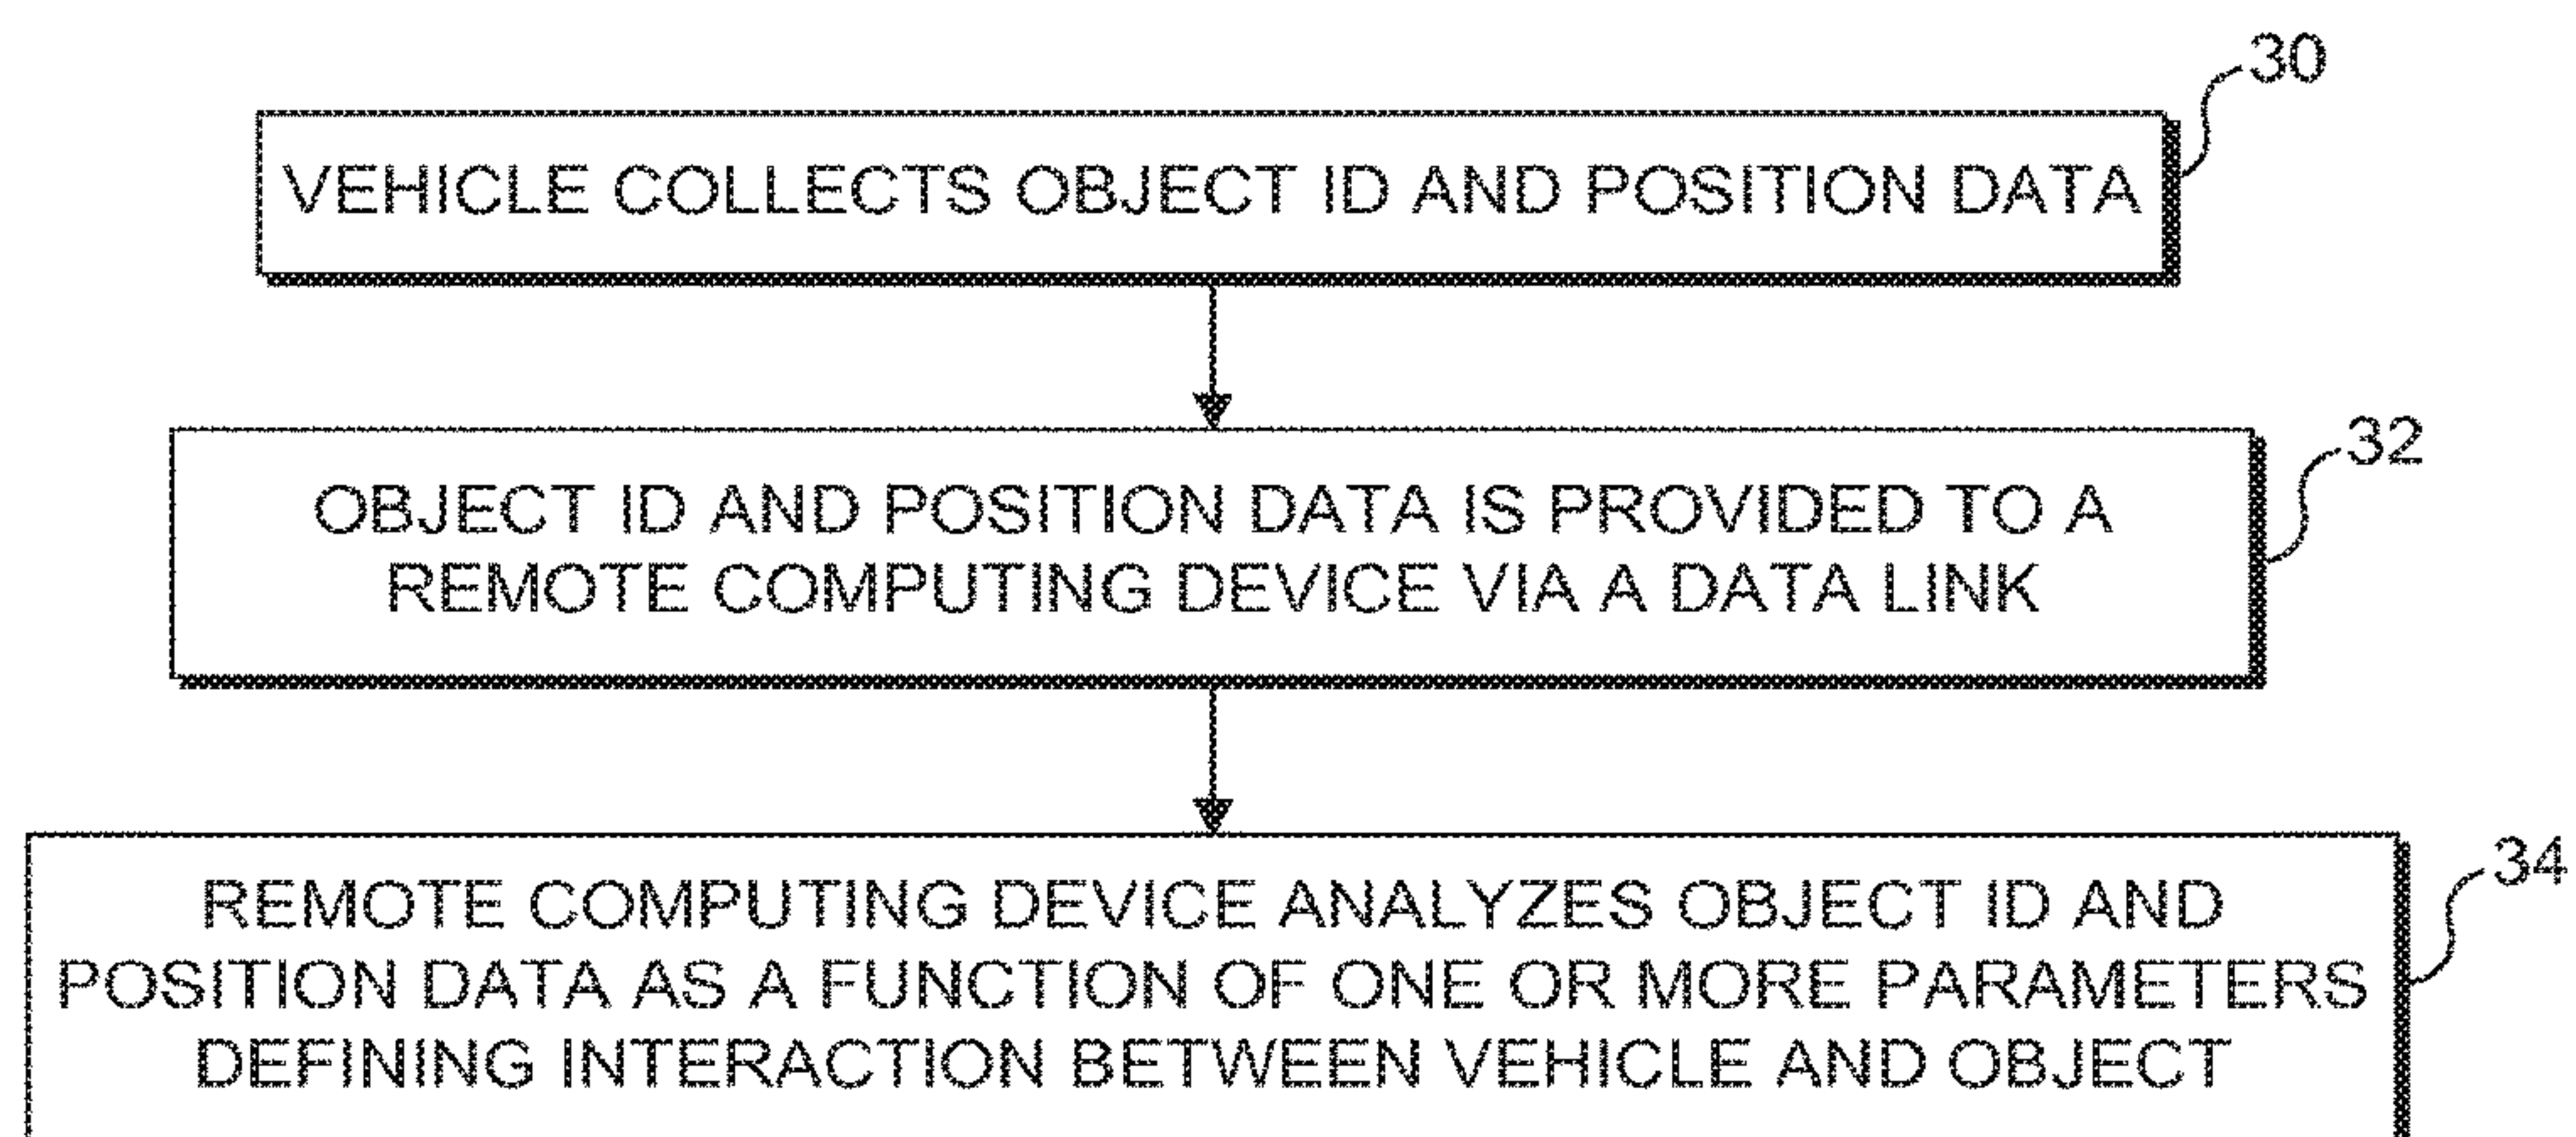 30
VEHICLE COLLECTS OBJECT ID AND POSITION DATA
32
OBJECT ID AND POSITION DATA IS PROVIDED TO A
REMOTE COMPUTING DEVICE VIA A DATA LINK
34
REMOTE COMPUTING DEVICE ANALYZES OBJECT ID AND
POSITION DATA AS A FUNCTION OF ONE OR MORE PARAMETERS
DEFINING INTERACTION BETWEEN VEHICLE AND OBJECT